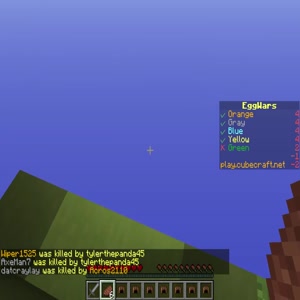 EggWars
Orange
Gray
Blue
Yellow
Green
play.cubecraft.net
Wiper1525 was killed by tylerthepanda45
AxeMan7 was killed by tylerthepanda45
datcraylay was killed by Acros2110